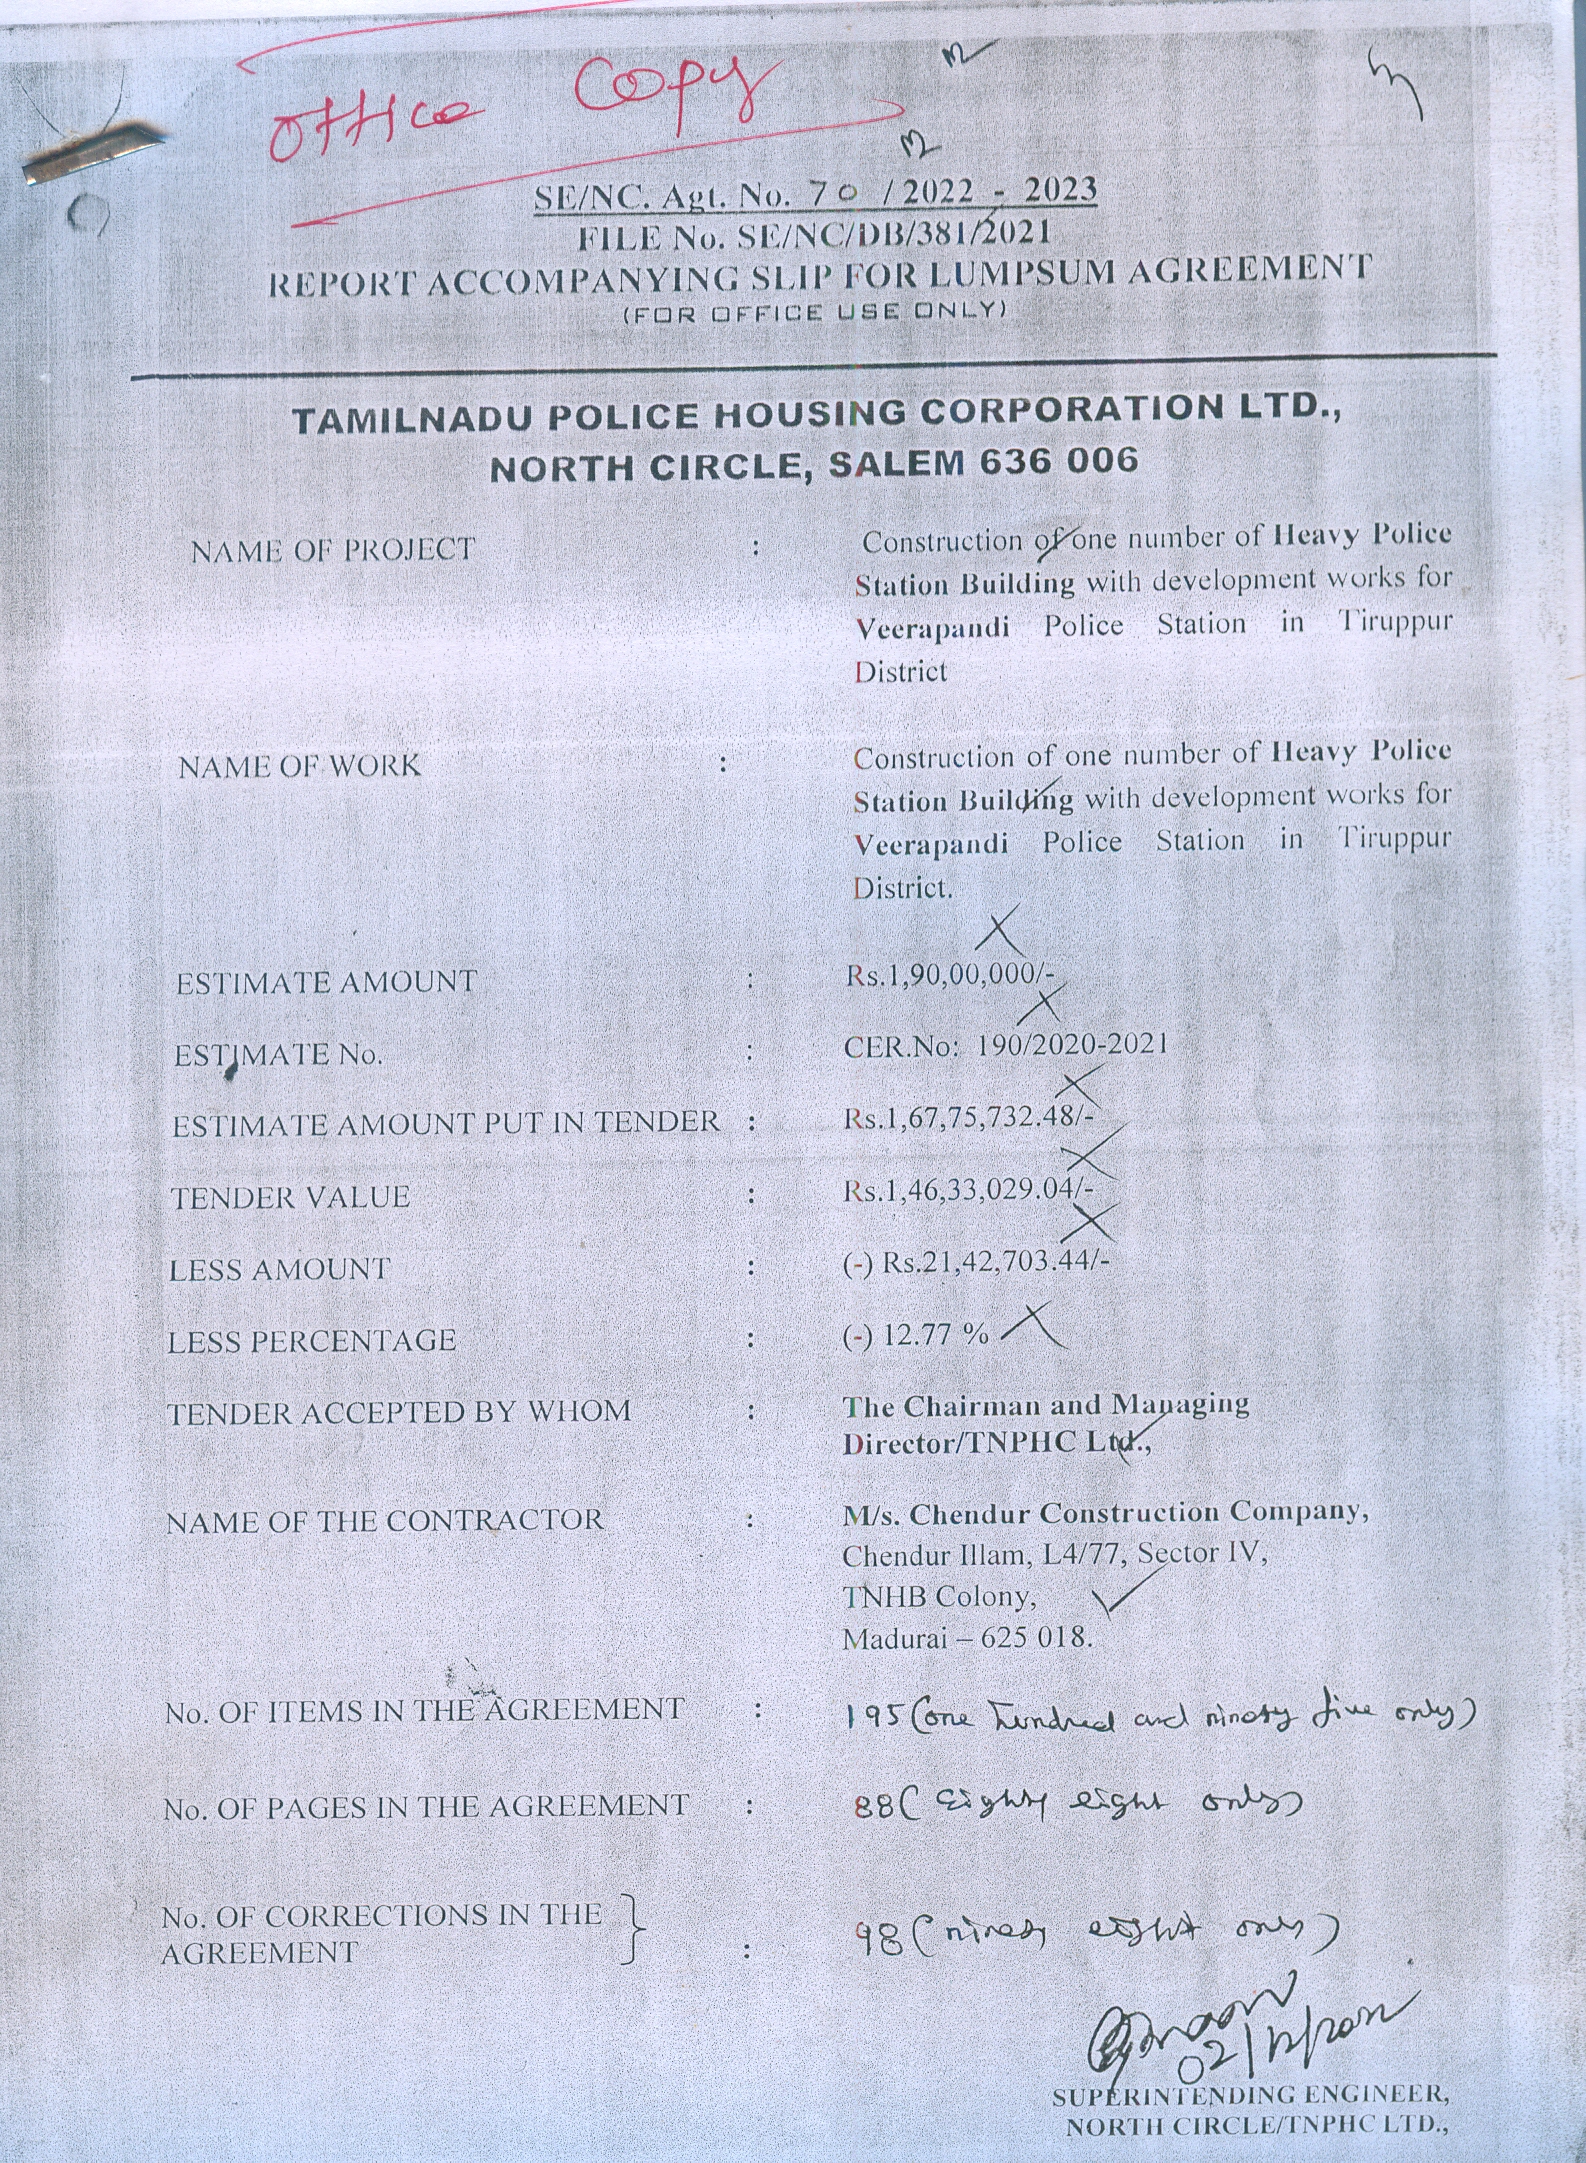 Office Copy
SE/NC. Agt. No. 70 / 2022 - 2023
FILE No. SE/NC/DB/381/2021
REPORT ACCOMPANYING SLIP FOR LUMPSUM AGREEMENT
(FOR OFFICE USE ONLY)
TAMILNADU POLICE HOUSING CORPORATION LTD.,
NORTH CIRCLE, SALEM 636 006
NAME OF PROJECT : Construction of one number of Heavy Police
Station Building with development works for
Veerapandi Police Station in Tiruppur
District
NAME OF WORK : Construction of one number of Heavy Police
Station Building with development works for
Veerapandi Police Station in Tiruppur
District.
ESTIMATE AMOUNT : Rs.1,90,00,000/-
ESTIMATE No. : CER.No: 190/2020-2021
ESTIMATE AMOUNT PUT IN TENDER : Rs.1,67,75,732.48/-
TENDER VALUE : Rs.1,46,33,029.04/-
LESS AMOUNT : (-) Rs.21,42,703.44/-
LESS PERCENTAGE : (-) 12.77 %
TENDER ACCEPTED BY WHOM : The Chairman and Managing
Director/TNPHC Ltd.,
NAME OF THE CONTRACTOR : M/s. Chendur Construction Company,
Chendur Illam, L4/77, Sector IV,
TNHB Colony,
Madurai – 625 018.
No. OF ITEMS IN THE AGREEMENT : 195 (one hundred and ninety five only)
No. OF PAGES IN THE AGREEMENT : 88 (eighty eight only)
No. OF CORRECTIONS IN THE
AGREEMENT : 98 (ninety eight only)
SUPERINTENDING ENGINEER,
NORTH CIRCLE/TNPHC LTD.,